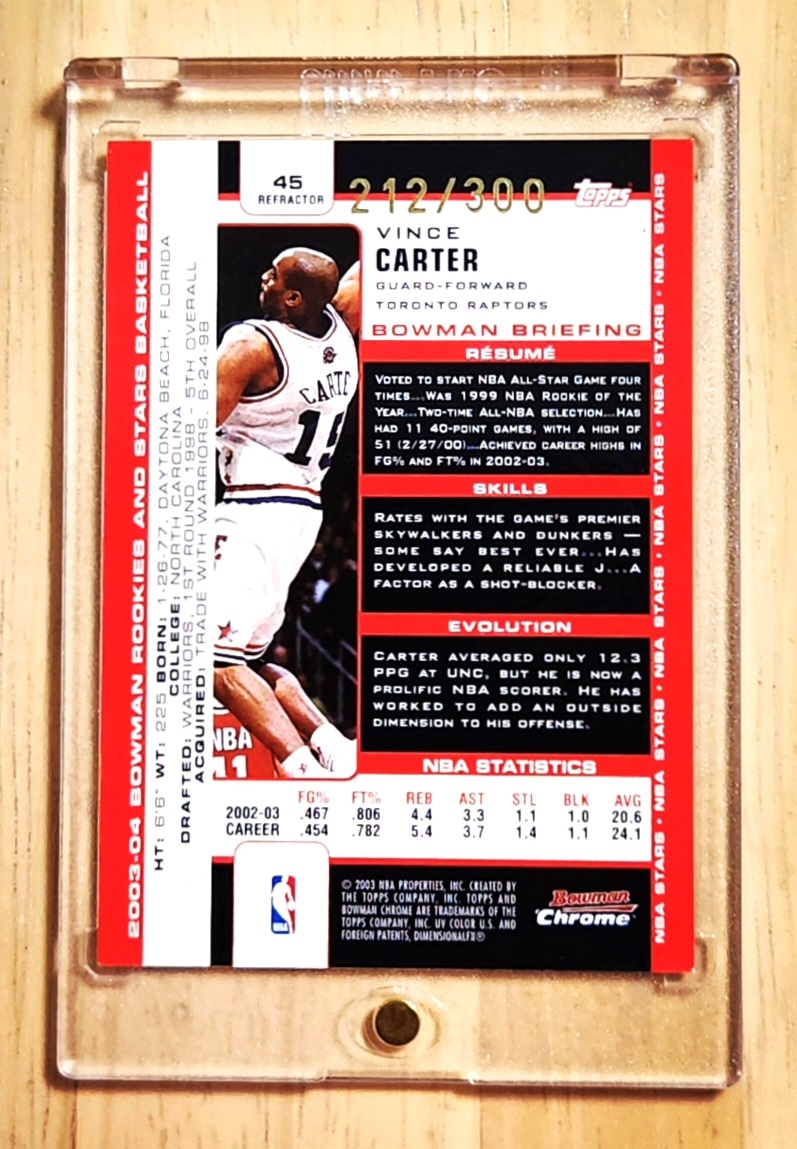 45
REFRACTOR
212/300
Topps
VINCE
CARTER
GUARD-FORWARD
TORONTO RAPTORS
BOWMAN BRIEFING
RÉSUMÉ
VOTED TO START NBA ALL-STAR GAME FOUR
TIMES...WAS 1999 NBA ROOKIE OF THE
YEAR...TWO-TIME ALL-NBA SELECTION...HAS
HAD 11 40-POINT GAMES, WITH A HIGH OF
51 (2/27/00)...ACHIEVED CAREER HIGHS IN
FG% AND FT% IN 2002-03.
SKILLS
RATES WITH THE GAME'S PREMIER
SKYWALKERS AND DUNKERS —
SOME SAY BEST EVER...HAS
DEVELOPED A RELIABLE J...A
FACTOR AS A SHOT-BLOCKER.
EVOLUTION
CARTER AVERAGED ONLY 12.3
PPG AT UNC, BUT HE IS NOW A
PROLIFIC NBA SCORER. HE HAS
WORKED TO ADD AN OUTSIDE
DIMENSION TO HIS OFFENSE.
NBA STATISTICS
FG% FT% REB AST STL BLK AVG
2002-03 .467 .806 4.4 3.3 1.1 1.0 20.6
CAREER .454 .782 5.4 3.7 1.4 1.1 24.1
© 2003 NBA PROPERTIES, INC. CREATED BY
THE TOPPS COMPANY, INC. TOPPS AND
BOWMAN CHROME ARE TRADEMARKS OF THE
TOPPS COMPANY, INC. UV COLOR U.S. AND
FOREIGN PATENTS, DIMENSIONALFX®
Bowman
Chrome
NBA
2003-04 BOWMAN ROOKIES AND STARS BASKETBALL
HT: 6'6" WT: 225 BORN: 1-26-77, DAYTONA BEACH, FLORIDA
COLLEGE: NORTH CAROLINA
DRAFTED: WARRIORS, 1ST ROUND 1998 - 5TH OVERALL
ACQUIRED: TRADE WITH WARRIORS, 6-24-98
NBA STARS • NBA STARS • NBA STARS • NBA STARS • NBA STARS • NBA STARS • NBA STARS
CARTE
15
NBA
11